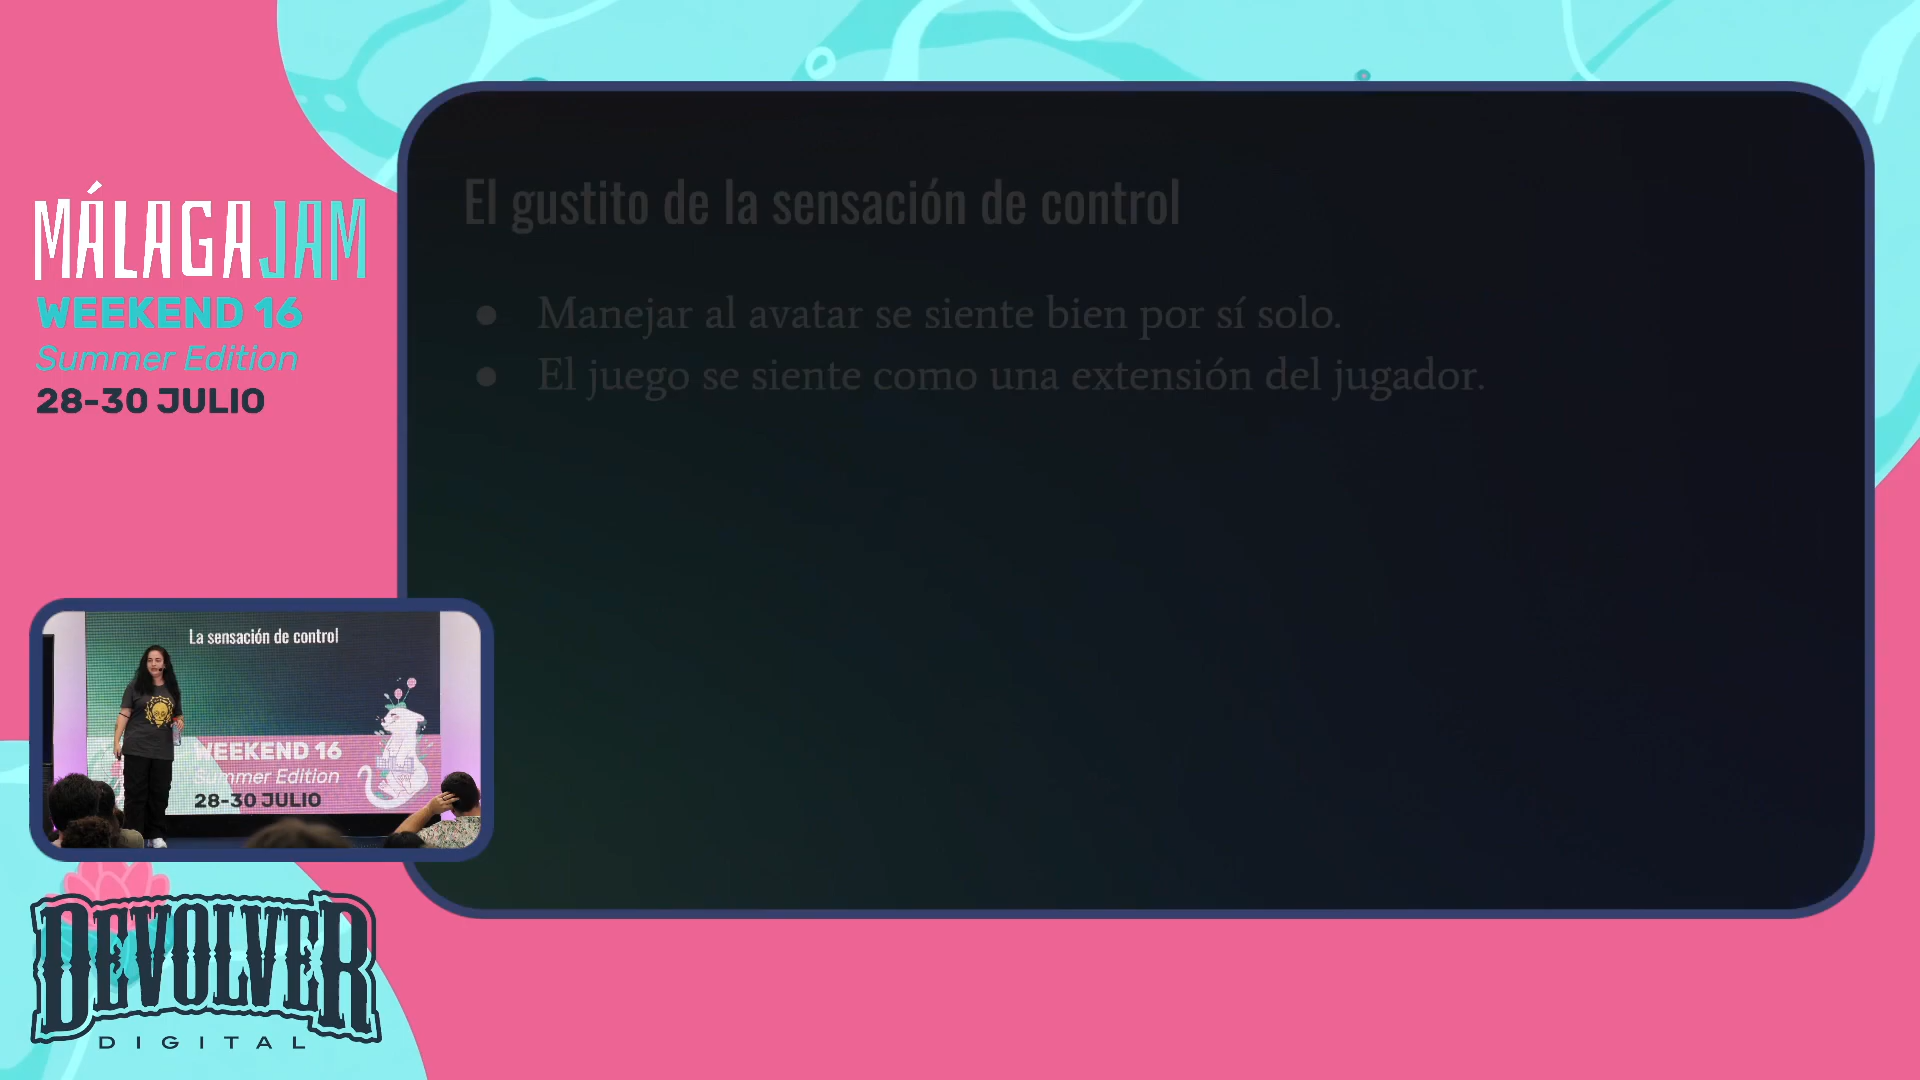 MÁLAGAJAM
WEEKEND 16
Summer Edition
28-30 JULIO
El gustito de la sensación de control
● Manejar al avatar se siente bien por sí solo.
● El juego se siente como una extensión del jugador.
La sensación de control
WEEKEND 16
Summer Edition
28-30 JULIO
DEVOLVER
DIGITAL